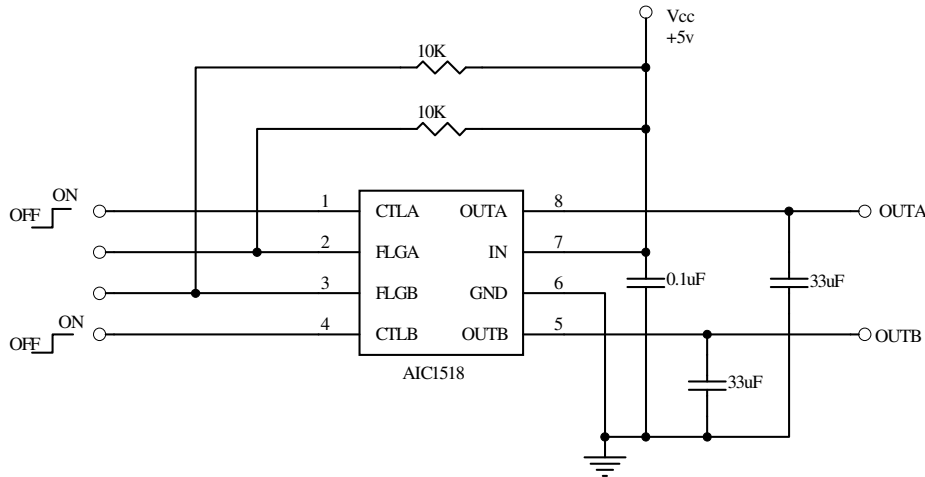 Vcc
+5v
10K
10K
ON
OFF
1
CTLA
OUTA
8
OUTA
2
FLGA
IN
7
0.1uF
33uF
3
FLGB
GND
6
ON
OFF
4
CTLB
OUTB
5
OUTB
33uF
AIC1518